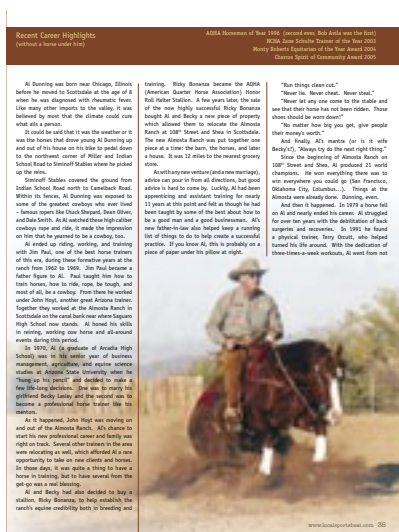 Recent Career Highlights
(without a horse under him)
AQHA Horseman of Year 1996 (second ever, Bob Avila was the first)
NCHA Zane Schulte Trainer of the Year 2003
Monty Roberts Equitarian of the Year Award 2004
Charros Spirit of Community Award 2005
Al Dunning was born near Chicago, Illinois
before he moved to Scottsdale at the age of 8
when he was diagnosed with rheumatic fever.
Like many other imports to the valley, it was
believed by most that the climate could cure
what ails a person.
It could be said that it was the weather or it
was the horses that drove young Al Dunning up
and out of his house on his bike to pedal down
to the northwest corner of Miller and Indian
School Road to Siminoff Stables where he picked
up the reins.
Siminoff Stables covered the ground from
Indian School Road north to Camelback Road.
Within its fences, Al Dunning was exposed to
some of the greatest cowboys who ever lived
– famous ropers like Chuck Sheppard, Dean Oliver,
and Dale Smith. As Al watched these high caliber
cowboys rope and ride, it made the impression
on him that he yearned to be a cowboy, too.
Al ended up riding, working, and training
with Jim Paul, one of the best horse trainers
of this era, during these formative years at the
ranch from 1962 to 1969. Jim Paul became a
father figure to Al. Paul taught him how to
train horses, how to ride, rope, be tough, and
most of all, be a cowboy. From then he worked
under John Hoyt, another great Arizona trainer.
Together they worked at the Almosta Ranch in
Scottsdale on the canal bank near where Saguaro
High School now stands. Al honed his skills
in reining, working cow horse and all-around
events during this period.
In 1970, Al (a graduate of Arcadia High
School) was in his senior year of business
management, agriculture, and equine science
studies at Arizona State University when he
"hung up his pencil" and decided to make a
few life-long decisions. One was to marry his
girlfriend Becky Lesley and the second was to
become a professional horse trainer like his
mentors.
As it happened, John Hoyt was moving on
and out of the Almosta Ranch. Al's chance to
start his new professional career and family was
right on track. Several other trainers in the area
were relocating as well, which afforded Al a rare
opportunity to take on new clients and horses.
In those days, it was quite a thing to have a
horse in training, but to have several from the
get-go was a real blessing.
Al and Becky had also decided to buy a
stallion, Ricky Bonanza, to help establish the
ranch's equine credibility both in breeding and
training. Ricky Bonanza became the AQHA
(American Quarter Horse Association) Honor
Roll Halter Stallion. A few years later, the sale
of the now highly successful Ricky Bonanza
bought Al and Becky a new piece of property
which allowed them to relocate the Almosta
Ranch to 108th Street and Shea in Scottsdale.
The new Almosta Ranch was put together one
piece at a time: the barn, the horses, and later
a house. It was 12 miles to the nearest grocery
store.
As with any new venture (and a new marriage),
advice can pour in from all directions, but good
advice is hard to come by. Luckily, Al had been
apprenticing and assistant training for nearly
11 years at this point and felt as though he had
been taught by some of the best about how to
be a good man and a good businessman. Al's
new father-in-law also helped keep a running
list of things to do to help create a successful
practice. If you know Al, this is probably on a
piece of paper under his pillow at night.
"Run things clean cut."
"Never lie. Never cheat. Never steal."
"Never let any one come to the stable and
see that their horse has not been ridden. Those
shoes should be worn down!"
"No matter how big you get, give people
their money's worth."
And finally, Al's mantra (or is it wife
Becky's?), "Always try to do the next right thing."
Since the beginning of Almosta Ranch on
108th Street and Shea, Al produced 21 world
champions. He won everything there was to
win everywhere you could go (San Francisco,
Oklahoma City, Columbus...). Things at the
Almosta were already done. Dunning, even.
And then it happened. In 1979 a horse fell
on Al and nearly ended his career. Al struggled
for over ten years with the debilitation of back
surgeries and recoveries. In 1991 he found
a physical trainer, Terry Orcutt, who helped
turned his life around. With the dedication of
three-times-a-week workouts, Al went from not
www.localsportsbeat.com 35